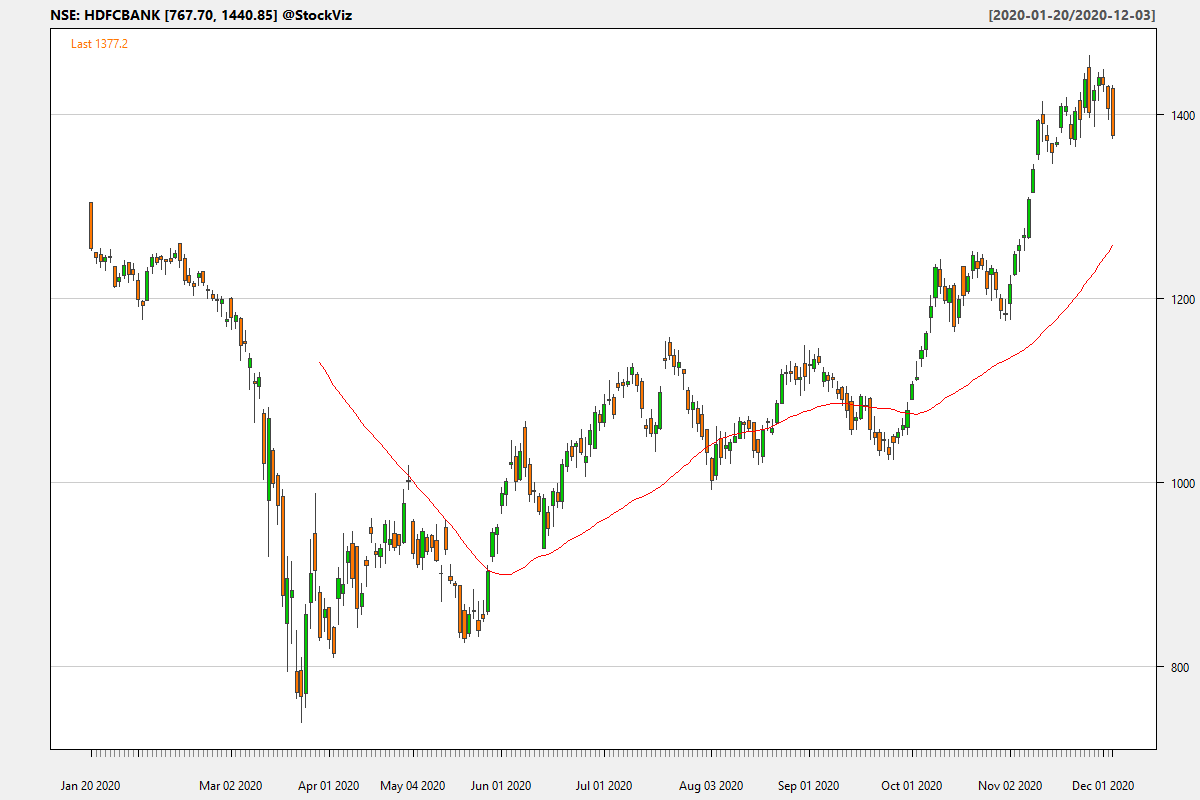 NSE: HDFCBANK [767.70, 1440.85] @StockViz
[2020-01-20/2020-12-03]
Last 1377.2
1400
1200
1000
800
Jan 20 2020
Mar 02 2020
Apr 01 2020
May 04 2020
Jun 01 2020
Jul 01 2020
Aug 03 2020
Sep 01 2020
Oct 01 2020
Nov 02 2020
Dec 01 2020